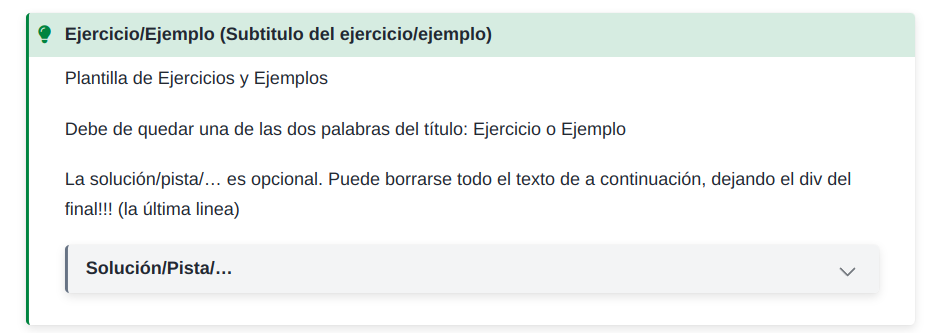 Ejercicio/Ejemplo (Subtitulo del ejercicio/ejemplo)
Plantilla de Ejercicios y Ejemplos
Debe de quedar una de las dos palabras del título: Ejercicio o Ejemplo
La solución/pista/… es opcional. Puede borrarse todo el texto de a continuación, dejando el div del
final!!! (la última linea)
Solución/Pista/…